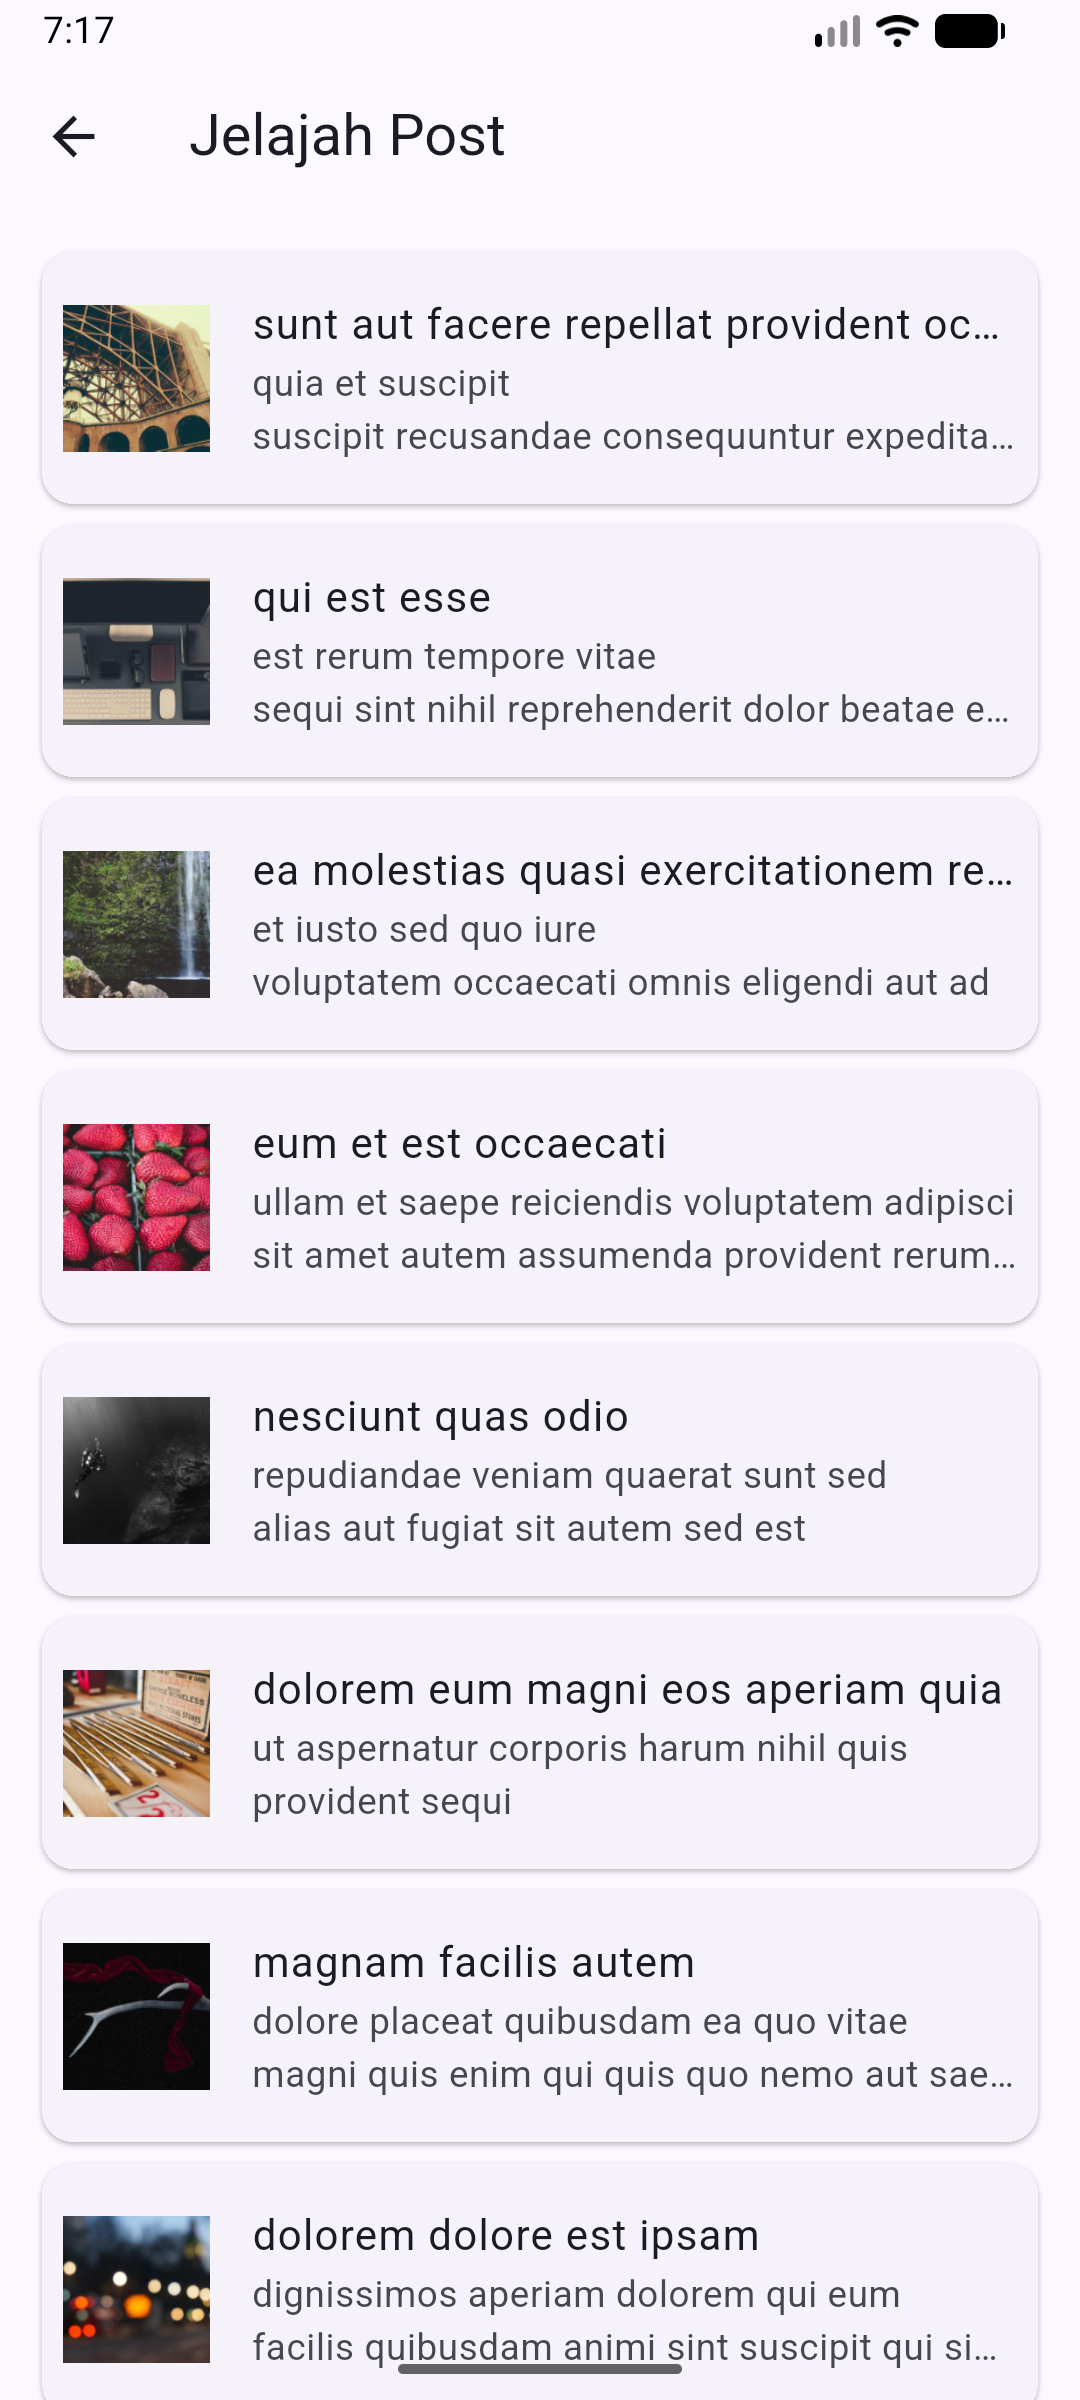 7:17
Jelajah Post
sunt aut facere repellat provident oc...
quia et suscipit
suscipit recusandae consequuntur expedita...
qui est esse
est rerum tempore vitae
sequi sint nihil reprehenderit dolor beatae e...
ea molestias quasi exercitationem re...
et iusto sed quo iure
voluptatem occaecati omnis eligendi aut ad
eum et est occaecati
ullam et saepe reiciendis voluptatem adipisci
sit amet autem assumenda provident rerum...
nesciunt quas odio
repudiandae veniam quaerat sunt sed
alias aut fugiat sit autem sed est
dolorem eum magni eos aperiam quia
ut aspernatur corporis harum nihil quis
provident sequi
magnam facilis autem
dolore placeat quibusdam ea quo vitae
magni quis enim qui quis quo nemo aut sae...
dolorem dolore est ipsam
dignissimos aperiam dolorem qui eum
facilis quibusdam animi sint suscipit qui si...